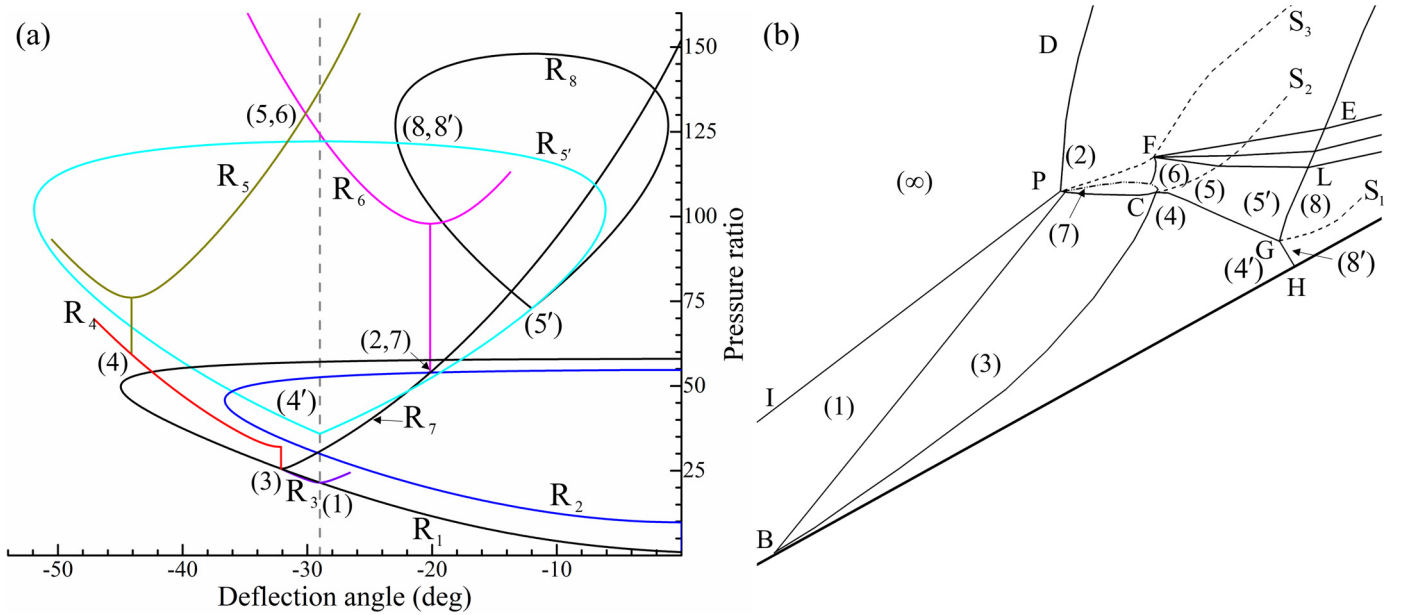 (a)
150
R₈
(5,6)
(8,8′)
125
R₅′
R₅
R₆
100
Pressure ratio
75
R₄
(5′)
(2,7)
(4)
50
(4′)
R₇
25
(3)
R₃
(1)
R₂
R₁
-50
-40
-30
-20
-10
Deflection angle (deg)
(b)
S₃
D
S₂
E
F
(2)
(∞)
P
(6)
(5)
L
S₁
C
(4)
(5′)
(8)
(7)
G
(4′)
(8′)
H
(3)
I
(1)
B